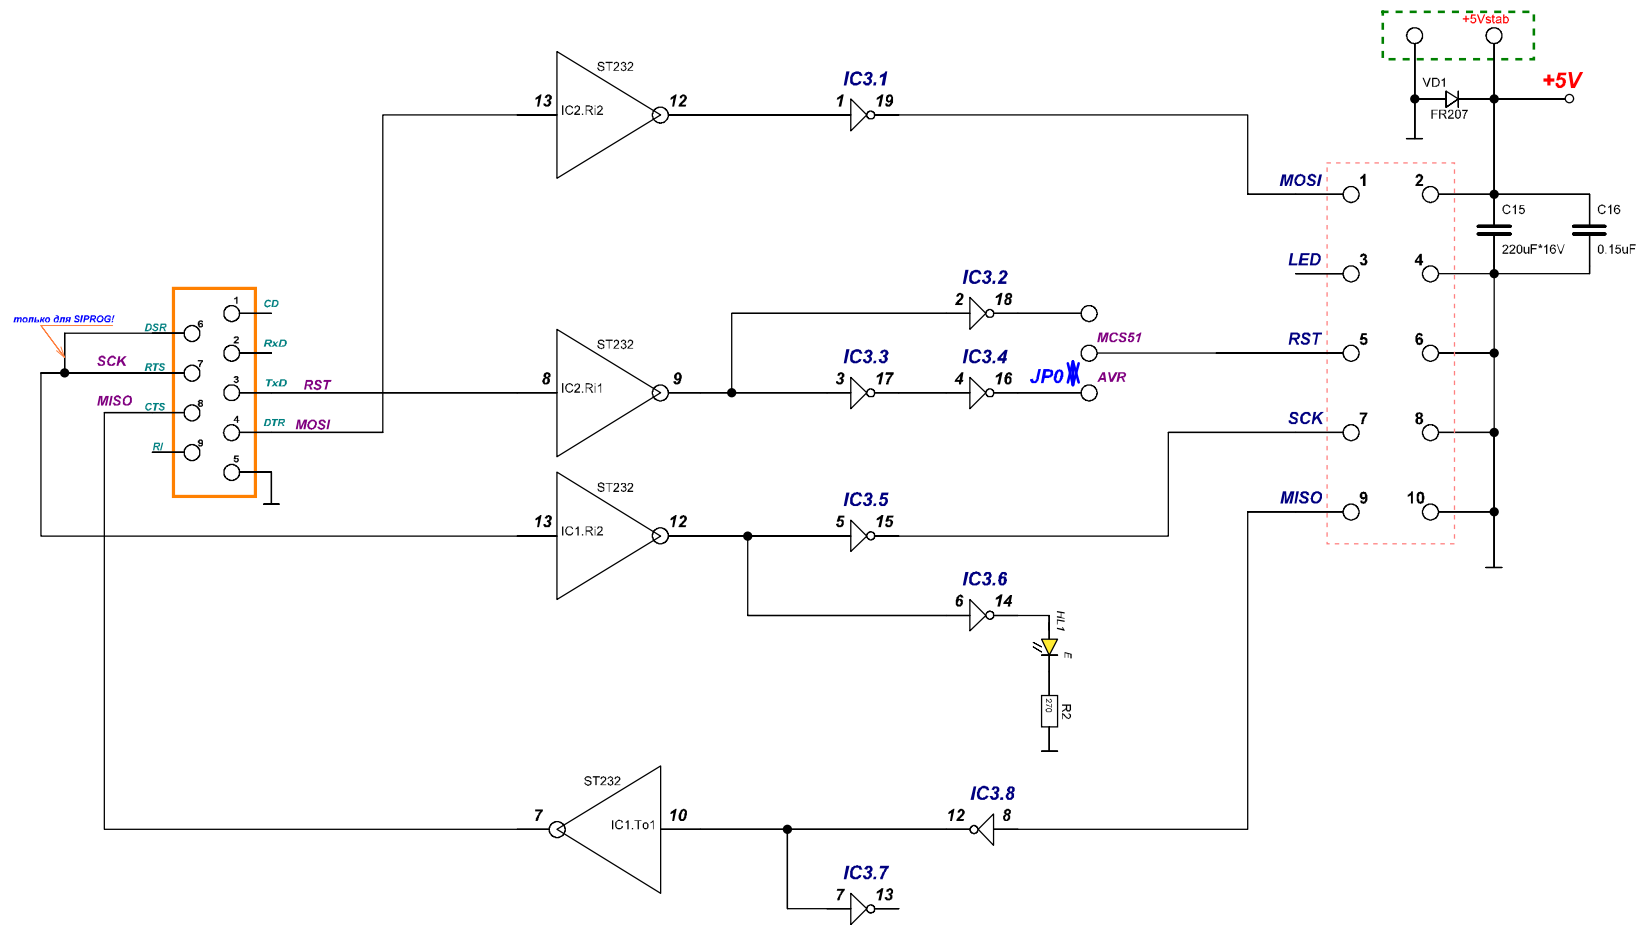 +5Vstab
ST232
IC3.1
VD1
+5V
13
IC2.Ri2
12
1
19
FR207
MOSI
1
2
C15
C16
220uF*16V
0.15uF
LED
3
4
IC3.2
2
18
только для SIPROG!
1
CD
DSR
6
2
RxD
SCK
RTS
7
3
TxD
RST
MISO
CTS
8
4
DTR
MOSI
RI
9
5
ST232
8
IC2.Ri1
9
IC3.3
3
17
IC3.4
4
16
MCS51
JP0
AVR
RST
5
6
SCK
7
8
ST232
13
IC1.Ri2
12
IC3.5
5
15
MISO
9
10
IC3.6
6
14
HL1
E
270
R2
ST232
7
IC1.To1
10
IC3.8
12
8
IC3.7
7
13